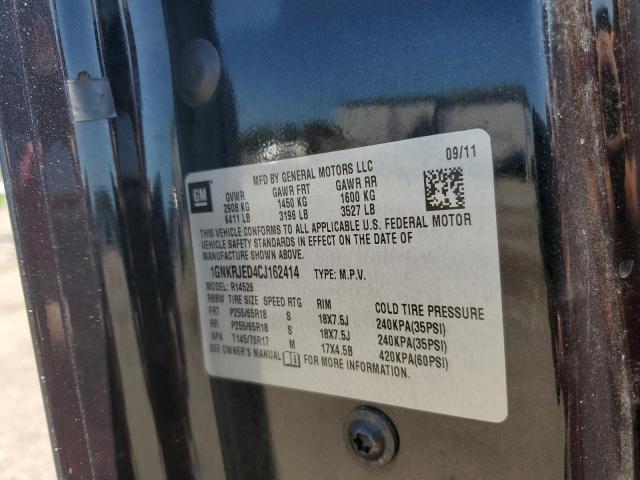 09/11
MFD BY GENERAL MOTORS LLC
GM
GVWR GAWR FRT GAWR RR
2908 KG 1450 KG 1600 KG
6411 LB 3196 LB 3527 LB
THIS VEHICLE CONFORMS TO ALL APPLICABLE U.S. FEDERAL MOTOR
VEHICLE SAFETY STANDARDS IN EFFECT ON THE DATE OF
MANUFACTURE SHOWN ABOVE.
1GNKRJED4CJ162414 TYPE: M.P.V.
MODEL: R14526
RBBW TIRE SIZE SPEED RTG RIM COLD TIRE PRESSURE
FRT P255/65R18 S 18X7.5J 240KPA(35PSI)
RR P255/65R18 S 18X7.5J 240KPA(35PSI)
SPA T145/70R17 M 17X4.5B 420KPA(60PSI)
SEE OWNER'S MANUAL FOR MORE INFORMATION.